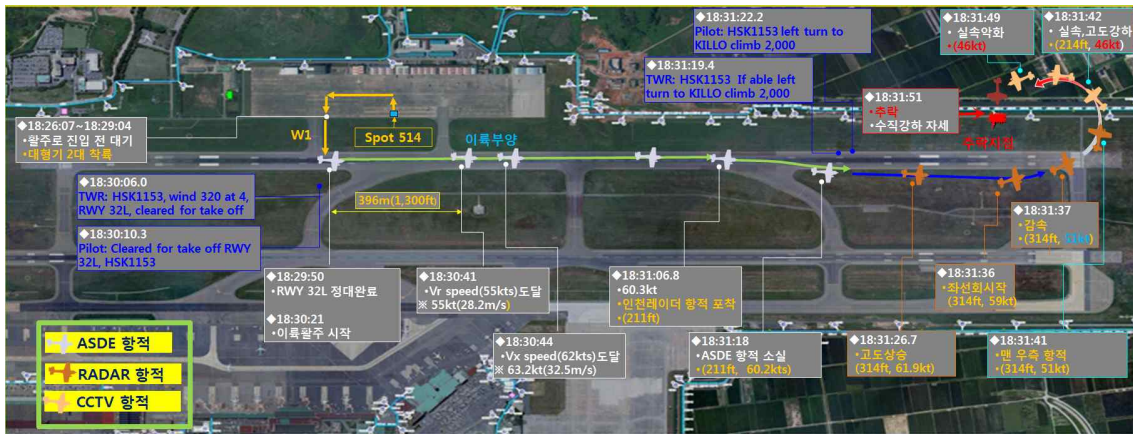 ◆18:31:22.2
Pilot: HSK1153 left turn to
KILLO climb 2,000
◆18:31:49
• 실속악화
• (46kt)
◆18:31:42
• 실속,고도강하
• (214ft, 46kt)
◆18:31:19.4
TWR: HSK1153 If able left
turn to KILLO climb 2,000
◆18:31:51
• 추락
• 수직강하 자세
추락지점
◆18:26:07~18:29:04
• 활주로 진입 전 대기
• 대형기 2대 착륙
W1
Spot 514
이륙부양
◆18:30:06.0
TWR: HSK1153, wind 320 at 4,
RWY 32L, cleared for take off
396m(1,300ft)
◆18:30:10.3
Pilot: Cleared for take off RWY
32L, HSK1153
◆18:31:37
• 감속
• (314ft, 51kt)
◆18:29:50
• RWY 32L 정대완료
◆18:30:21
• 이륙활주 시작
◆18:30:41
• Vr speed(55kts)도달
※ 55kt(28.2m/s)
◆18:31:06.8
• 60.3kt
• 인천레이더 항적 포착
• (211ft)
◆18:31:36
• 좌선회시작
(314ft, 59kt)
◆18:30:44
• Vx speed(62kts)도달
※ 63.2kt(32.5m/s)
◆18:31:18
• ASDE 항적 소실
• (211ft, 60.2kts)
◆18:31:26.7
• 고도상승
(314ft, 61.9kt)
◆18:31:41
• 맨 우측 항적
• (314ft, 51kt)
ASDE 항적
RADAR 항적
CCTV 항적